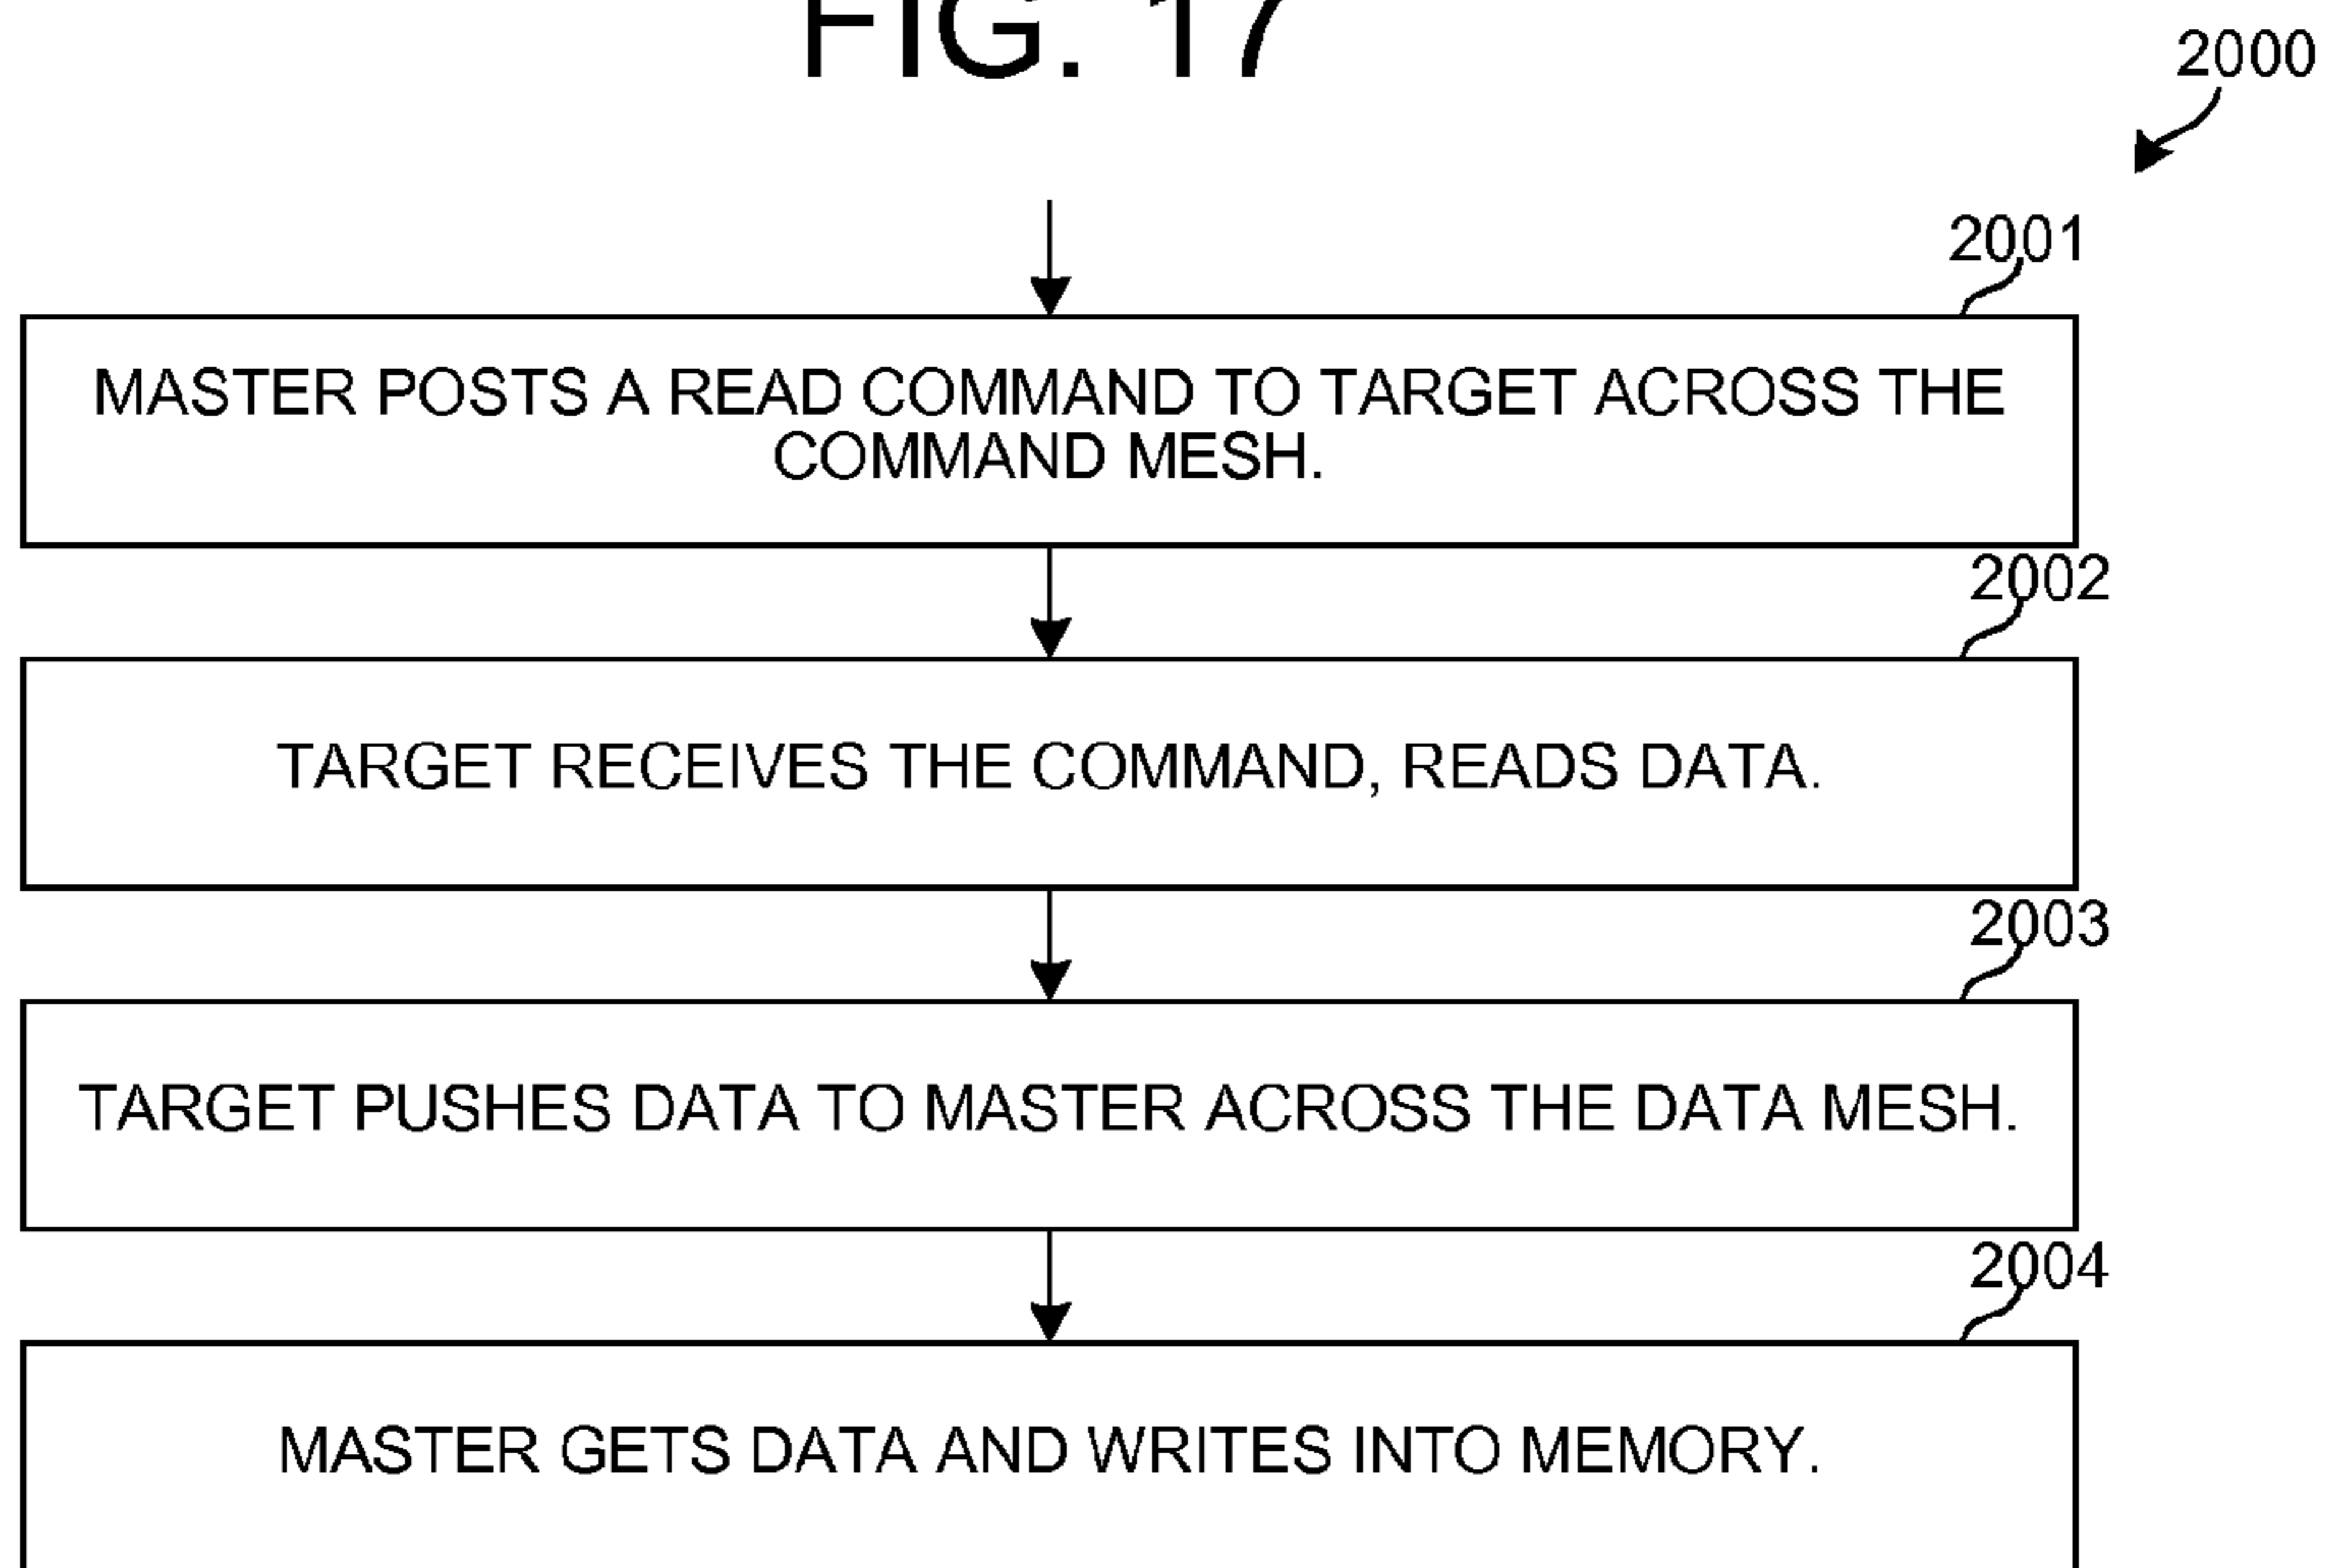 FIG. 17
2000
2001
MASTER POSTS A READ COMMAND TO TARGET ACROSS THE
COMMAND MESH.
2002
TARGET RECEIVES THE COMMAND, READS DATA.
2003
TARGET PUSHES DATA TO MASTER ACROSS THE DATA MESH.
2004
MASTER GETS DATA AND WRITES INTO MEMORY.